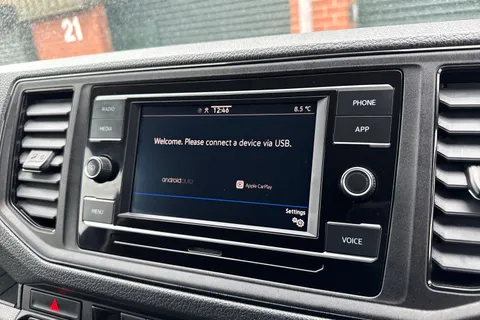 21
RADIO
MEDIA
MENU
12:46
8.5 °C
Welcome. Please connect a device via USB.
androidauto
Apple CarPlay
Settings
PHONE
APP
VOICE